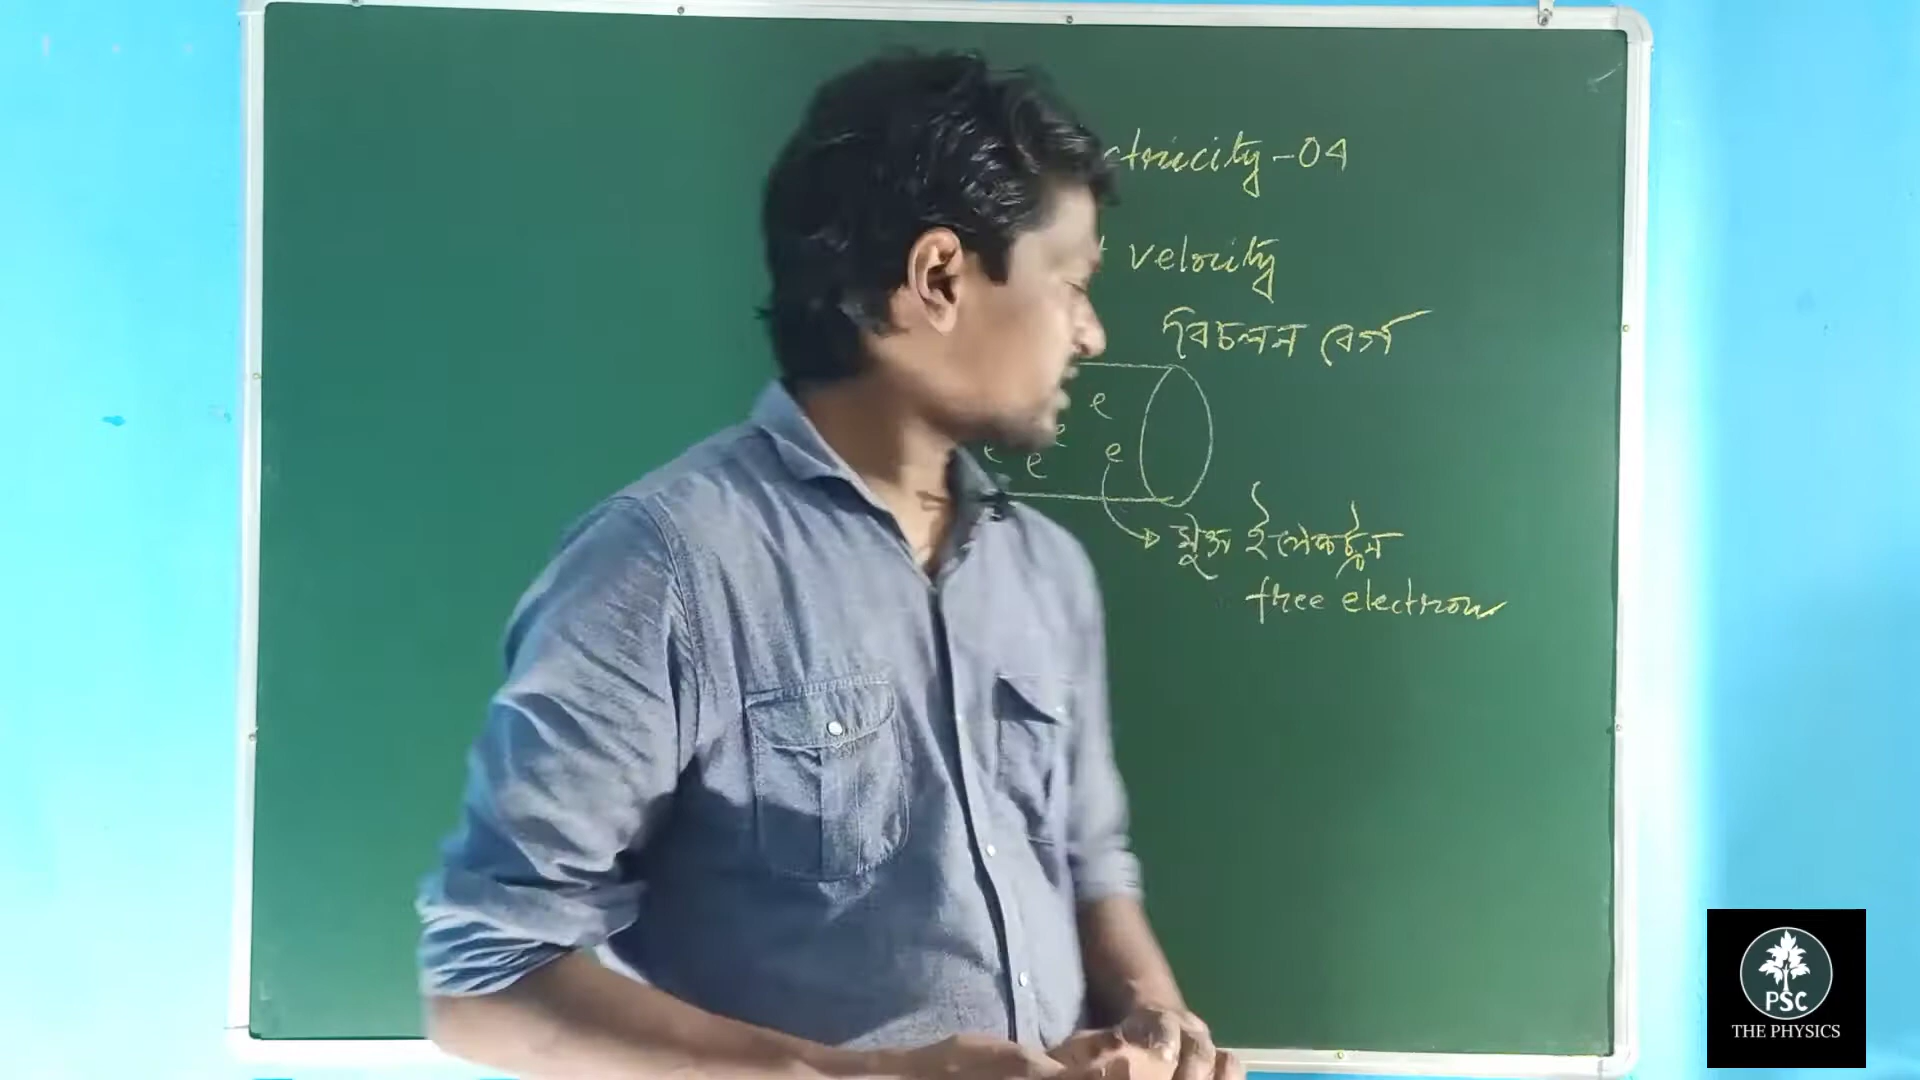 ctricity-04
t velocity
বিচলন বেগ
e
e
e e e
মুক্ত ইলেকট্রন
free electron
PSC
THE PHYSICS